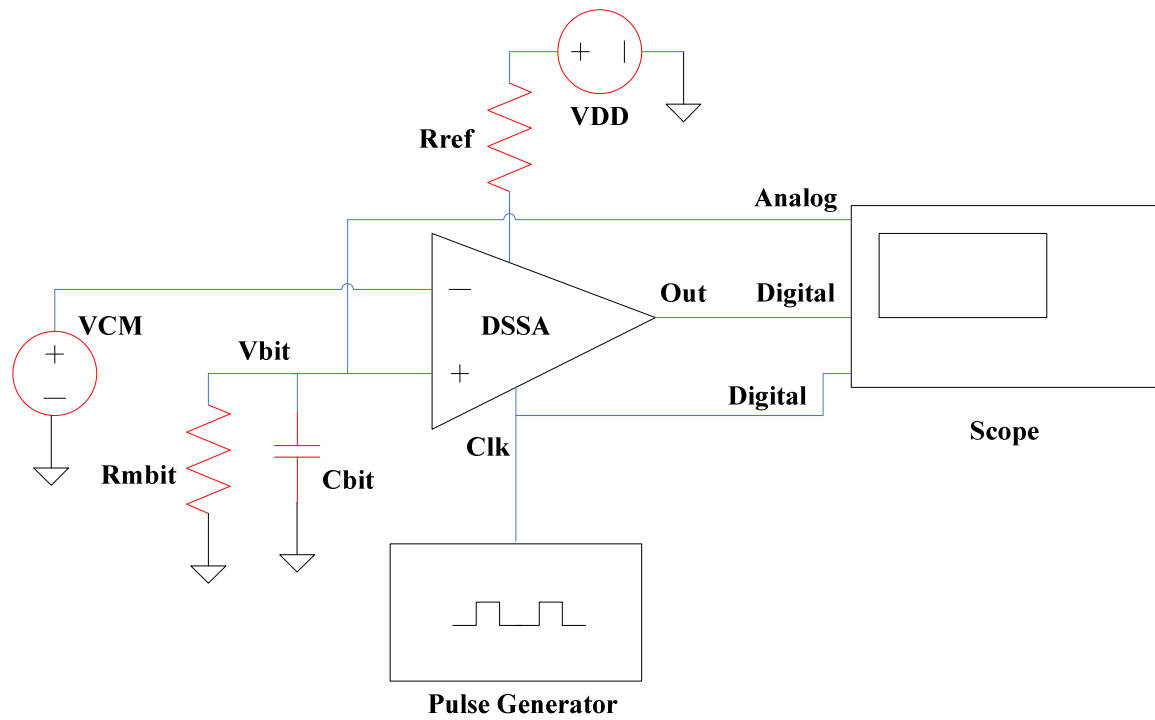 VDD
Rref
Analog
Out
Digital
DSSA
VCM
Vbit
Digital
Scope
Clk
Rmbit
Cbit
Pulse Generator